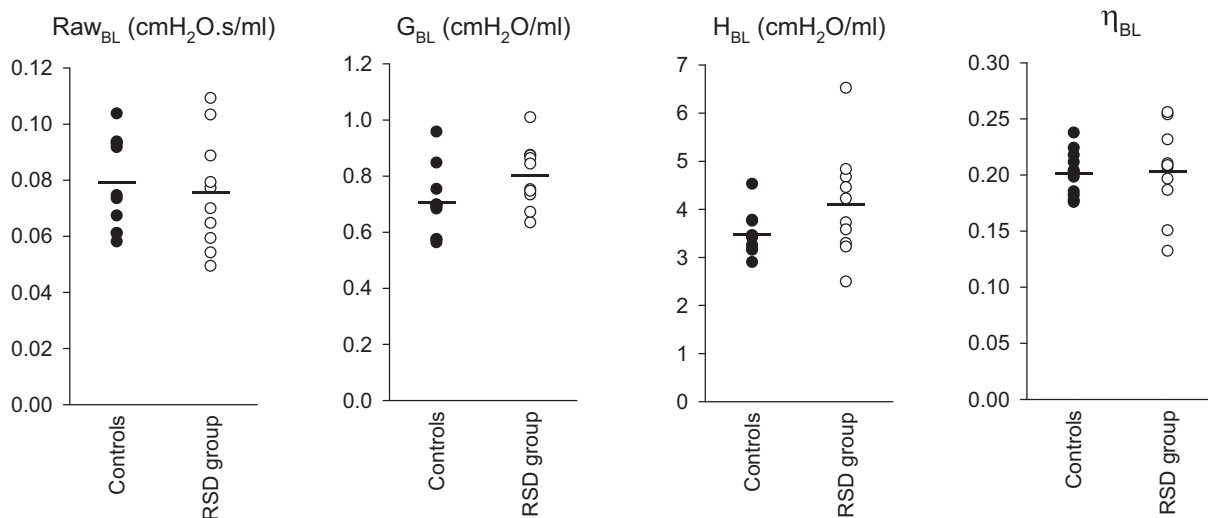 Raw_BL (cmH₂O.s/ml)
0.12
0.10
0.08
0.06
0.04
0.02
0.00
Controls
RSD group
G_BL (cmH₂O/ml)
1.2
1.0
0.8
0.6
0.4
0.2
0.0
Controls
RSD group
H_BL (cmH₂O/ml)
7
6
5
4
3
2
1
0
Controls
RSD group
η_BL
0.30
0.25
0.20
0.15
0.10
0.05
0.00
Controls
RSD group